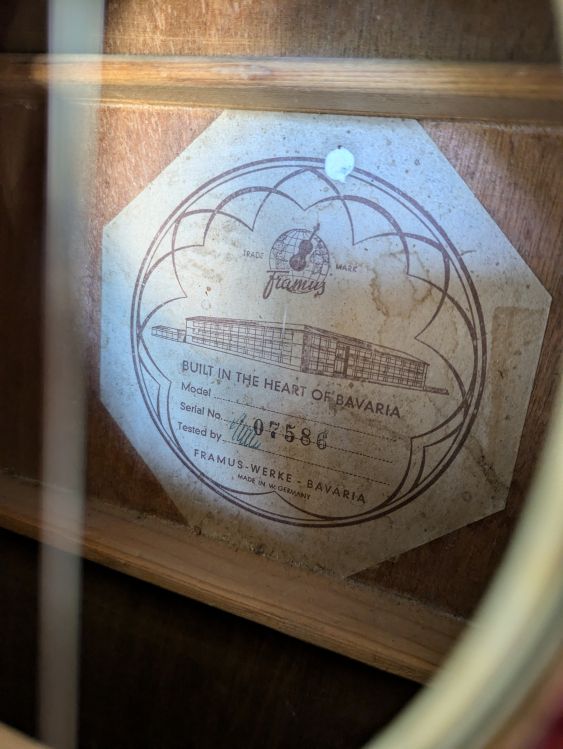 TRADE MARK
framus
BUILT IN THE HEART OF BAVARIA
Model
Serial No. 07586
Tested by
FRAMUS-WERKE - BAVARIA
MADE IN W. GERMANY